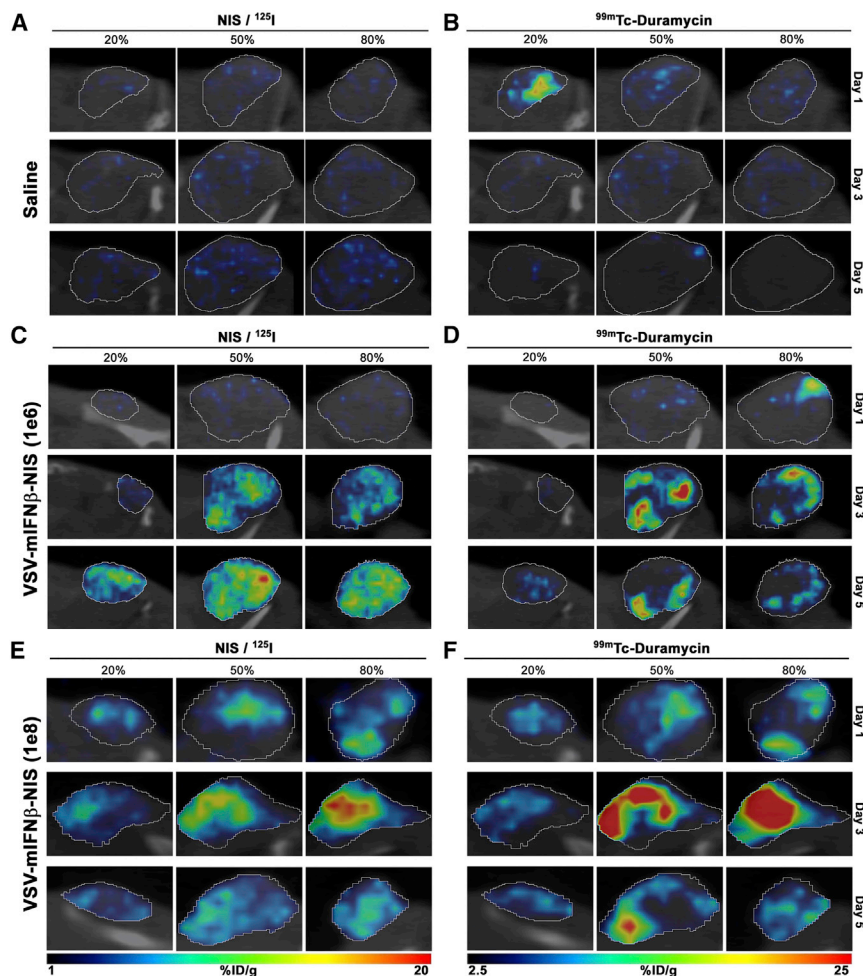 A
NIS / ¹²⁵I
20% 50% 80%
B
⁹⁹ᵐTc-Duramycin
20% 50% 80%
Saline
Day 1
Day 3
Day 5
C
NIS / ¹²⁵I
20% 50% 80%
D
⁹⁹ᵐTc-Duramycin
20% 50% 80%
VSV-mIFNβ-NIS (1e6)
Day 1
Day 3
Day 5
E
NIS / ¹²⁵I
20% 50% 80%
F
⁹⁹ᵐTc-Duramycin
20% 50% 80%
VSV-mIFNβ-NIS (1e8)
Day 1
Day 3
Day 5
1 %ID/g 20
2.5 %ID/g 25